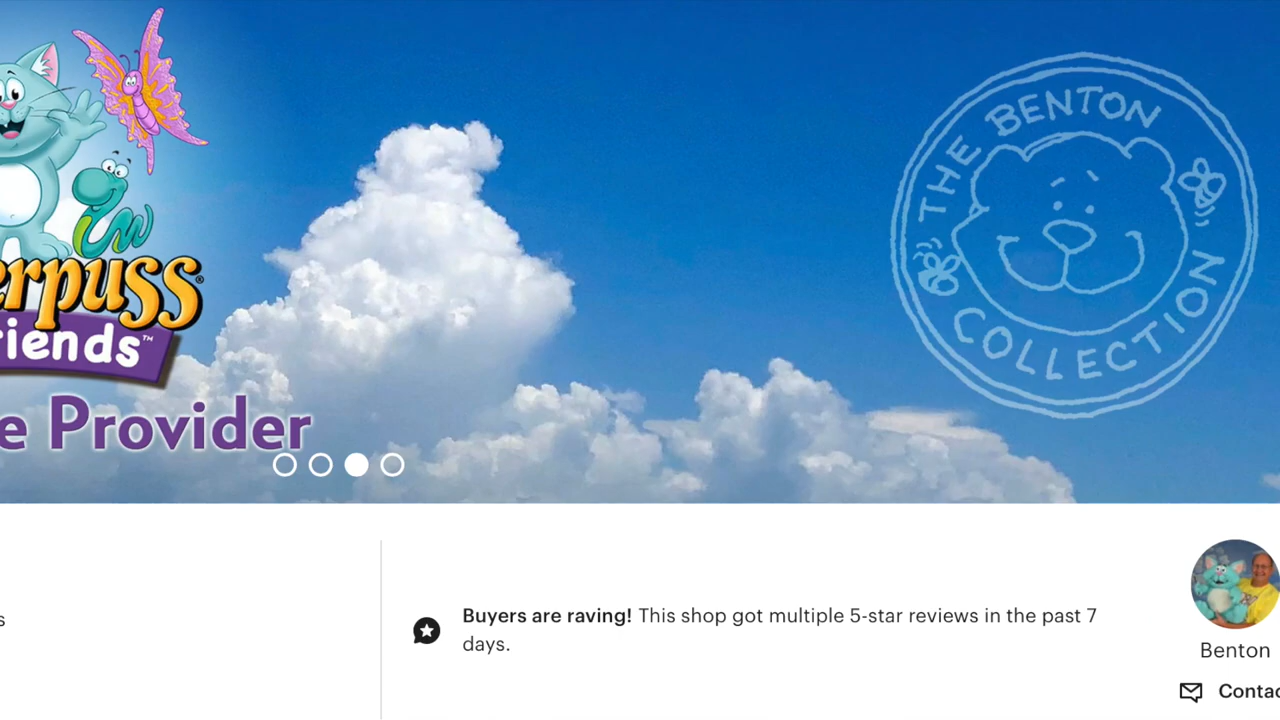 THE BENTON
COLLECTION
erpuss®
riends™
e Provider
s
Buyers are raving! This shop got multiple 5-star reviews in the past 7
days.
Benton
Contac